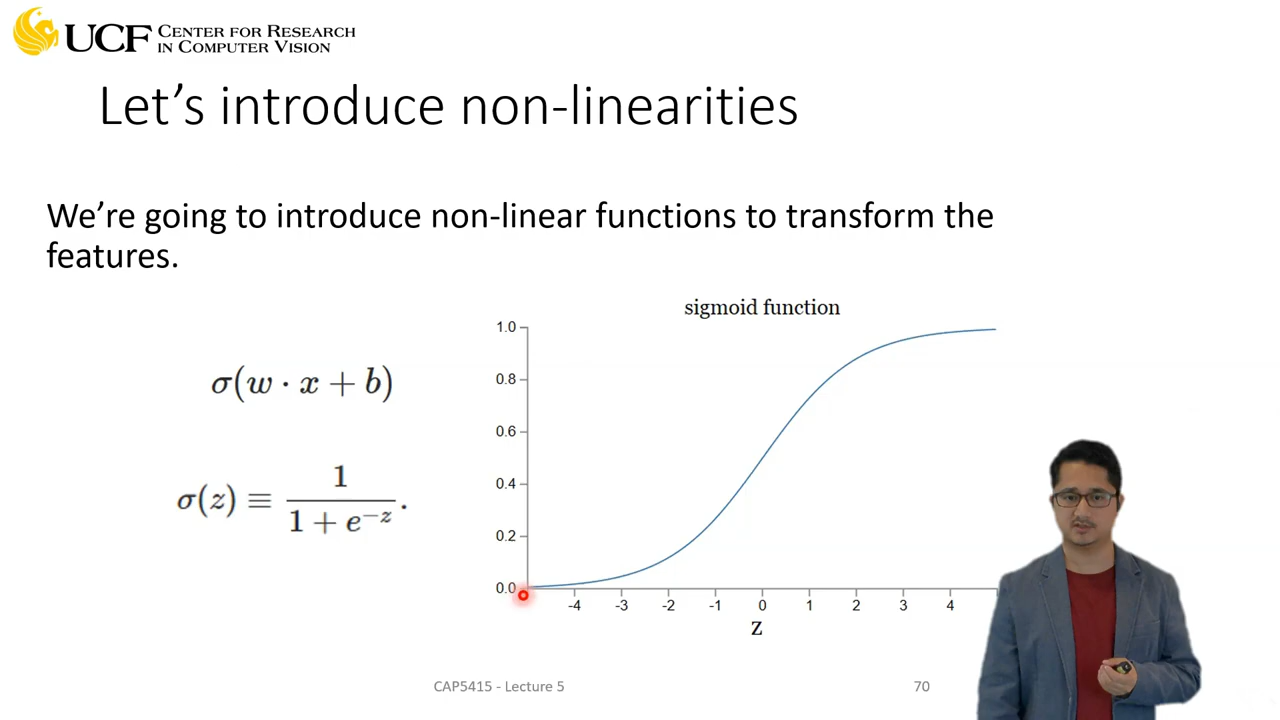 UCF CENTER FOR RESEARCH
IN COMPUTER VISION
Let's introduce non-linearities
We're going to introduce non-linear functions to transform the
features.
sigmoid function
σ(w · x + b)
σ(z) ≡ 1 / (1 + e^{-z}).
1.0
0.8
0.6
0.4
0.2
0.0
-4 -3 -2 -1 0 1 2 3 4
Z
CAP5415 - Lecture 5
70